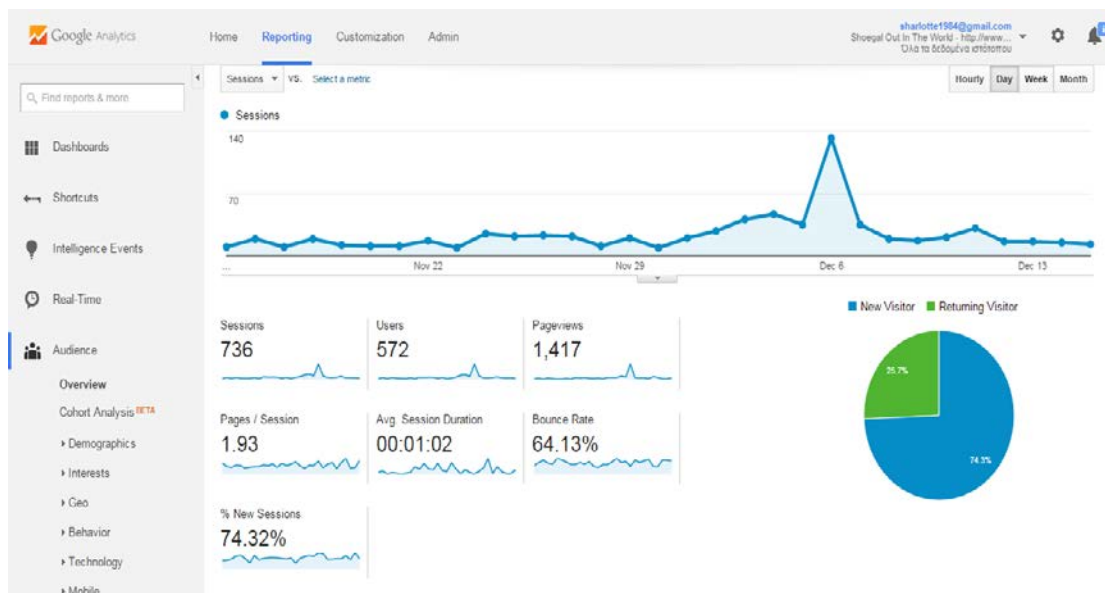 Google Analytics
Home Reporting Customization Admin
sharlotte1984@gmail.com
Shoegal Out In The World - http://www....
Όλα τα δεδομένα ιστότοπου
Find reports & more
Dashboards
Shortcuts
Intelligence Events
Real-Time
Audience
Overview
Cohort Analysis BETA
Demographics
Interests
Geo
Behavior
Technology
Mobile
Sessions VS. Select a metric
Hourly Day Week Month
Sessions
140
70
... Nov 22 Nov 29 Dec 6 Dec 13
New Visitor Returning Visitor
Sessions
736
Users
572
Pageviews
1,417
Pages / Session
1.93
Avg. Session Duration
00:01:02
Bounce Rate
64.13%
% New Sessions
74.32%
25.7%
74.3%